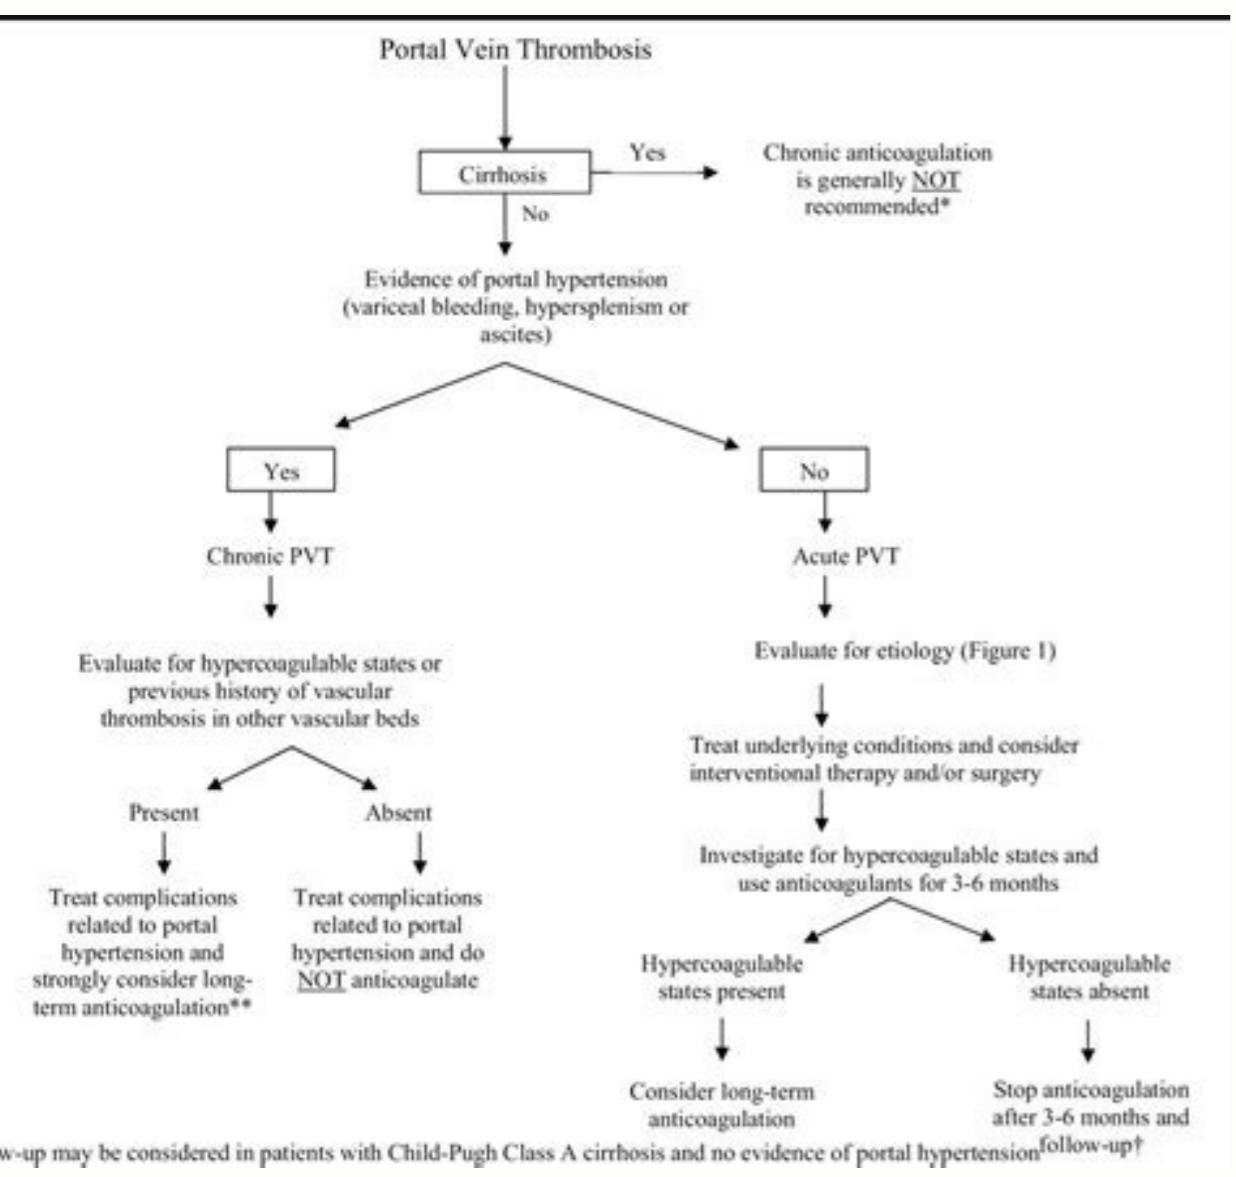 Portal Vein Thrombosis
Cirrhosis
Yes
Chronic anticoagulation
is generally NOT
recommended*
No
Evidence of portal hypertension
(variceal bleeding, hypersplenism or
ascites)
Yes
No
Chronic PVT
Acute PVT
Evaluate for hypercoagulable states or
previous history of vascular
thrombosis in other vascular beds
Evaluate for etiology (Figure 1)
Treat underlying conditions and consider
interventional therapy and/or surgery
Present
Absent
Investigate for hypercoagulable states and
use anticoagulants for 3-6 months
Treat complications
related to portal
hypertension and
strongly consider long-
term anticoagulation**
Treat complications
related to portal
hypertension and do
NOT anticoagulate
Hypercoagulable
states present
Hypercoagulable
states absent
Consider long-term
anticoagulation
Stop anticoagulation
after 3-6 months and
follow-up†
w-up may be considered in patients with Child-Pugh Class A cirrhosis and no evidence of portal hypertension